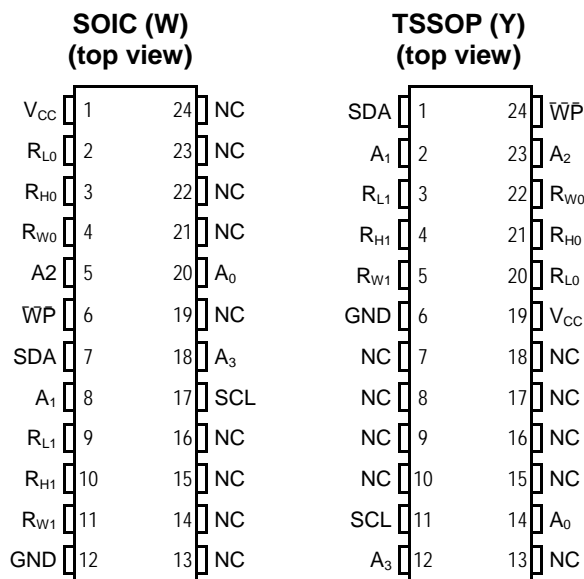 SOIC (W)
(top view)
VCC 1 24 NC
RL0 2 23 NC
RH0 3 22 NC
RW0 4 21 NC
A2 5 20 A0
W̅P̅ 6 19 NC
SDA 7 18 A3
A1 8 17 SCL
RL1 9 16 NC
RH1 10 15 NC
RW1 11 14 NC
GND 12 13 NC
TSSOP (Y)
(top view)
SDA 1 24 W̅P̅
A1 2 23 A2
RL1 3 22 RW0
RH1 4 21 RH0
RW1 5 20 RL0
GND 6 19 VCC
NC 7 18 NC
NC 8 17 NC
NC 9 16 NC
NC 10 15 NC
SCL 11 14 A0
A3 12 13 NC